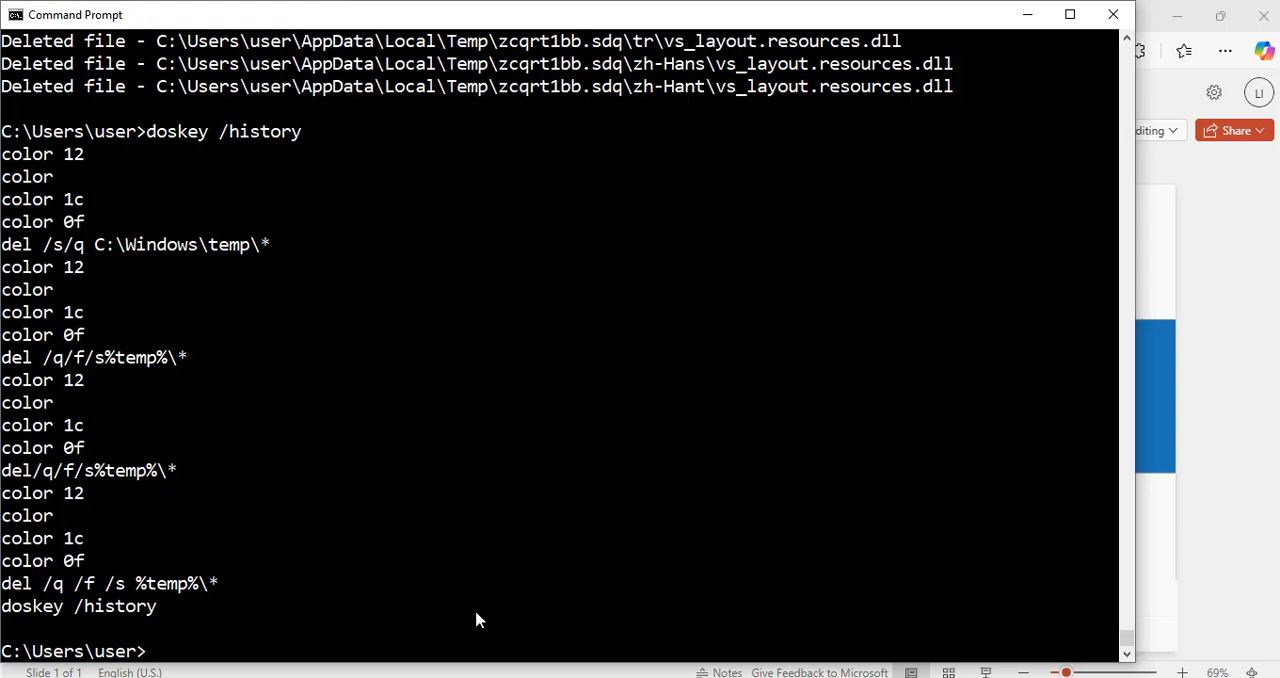 Command Prompt
Deleted file - C:\Users\user\AppData\Local\Temp\zcqrt1bb.sdq\tr\vs_layout.resources.dll
Deleted file - C:\Users\user\AppData\Local\Temp\zcqrt1bb.sdq\zh-Hans\vs_layout.resources.dll
Deleted file - C:\Users\user\AppData\Local\Temp\zcqrt1bb.sdq\zh-Hant\vs_layout.resources.dll
C:\Users\user>doskey /history
color 12
color
color 1c
color 0f
del /s/q C:\Windows\temp\*
color 12
color
color 1c
color 0f
del /q/f/s%temp%\*
color 12
color
color 1c
color 0f
del/q/f/s%temp%\*
color 12
color
color 1c
color 0f
del /q /f /s %temp%\*
doskey /history
C:\Users\user>
LI
diting
Share
Slide 1 of 1 English (U.S.) Notes Give Feedback to Microsoft 69%